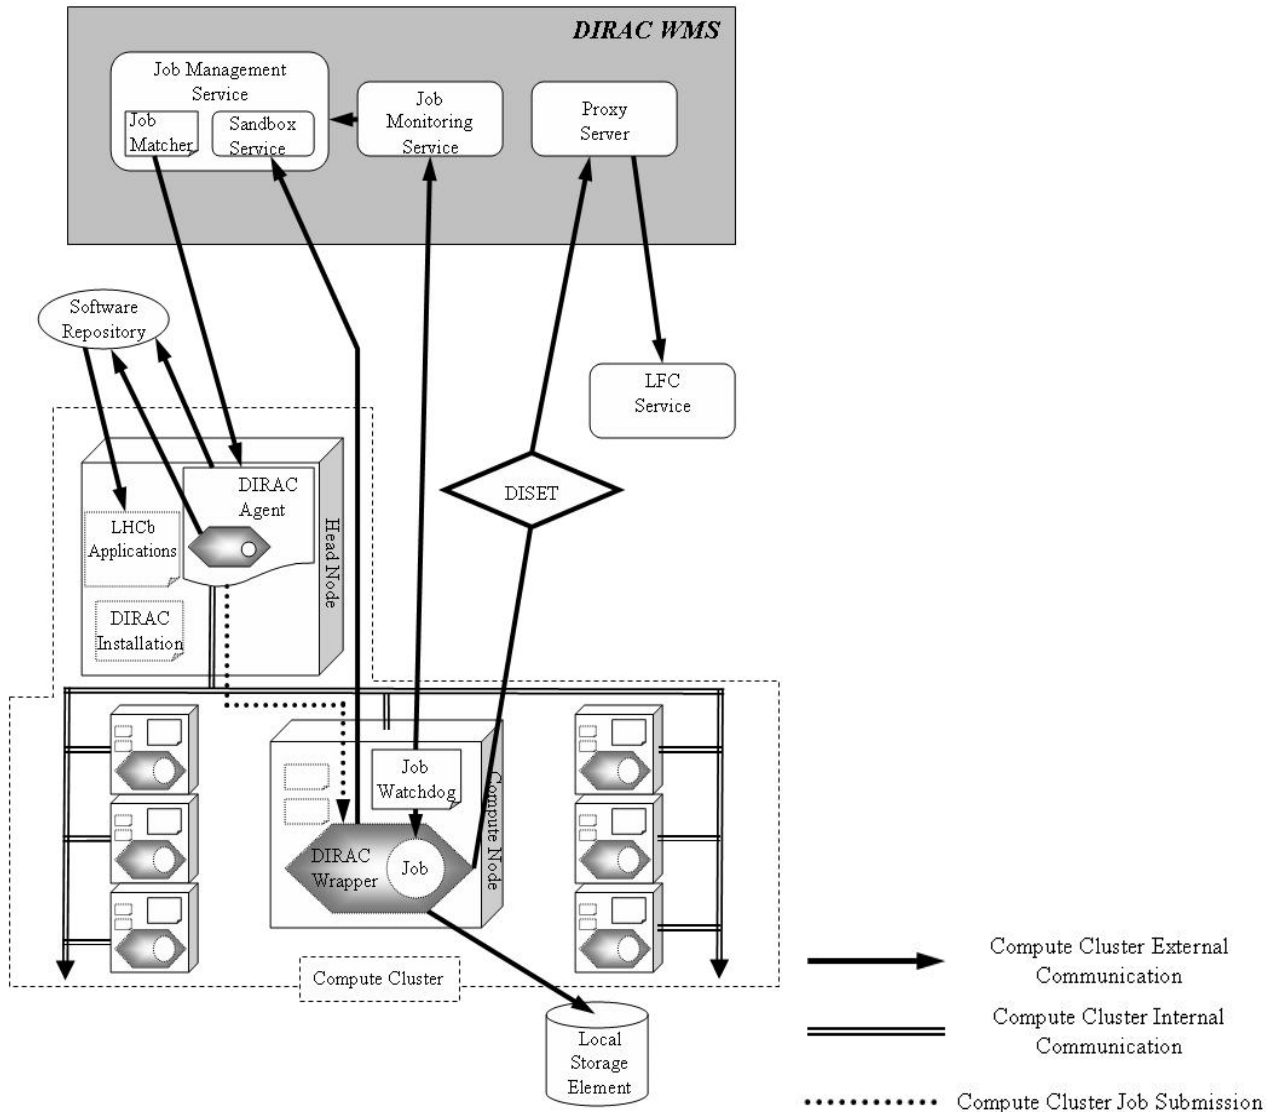 DIRAC WMS
Job Management
Service
Job
Matcher
Sandbox
Service
Job
Monitoring
Service
Proxy
Server
Software
Repository
LFC
Service
DIRAC
Agent
DISET
LHCb
Applications
Head Node
DIRAC
Installation
Job
Watchdog
Compute Node
DIRAC
Wrapper
Job
Compute Cluster
Local
Storage
Element
Compute Cluster External
Communication
Compute Cluster Internal
Communication
Compute Cluster Job Submission